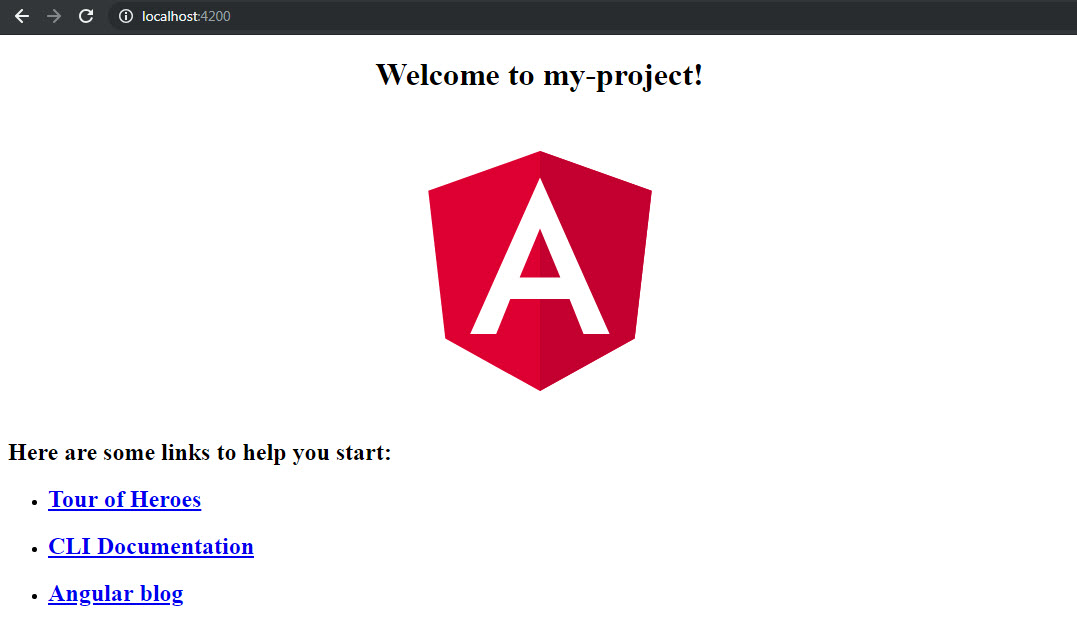 localhost:4200
Welcome to my-project!
A
Here are some links to help you start:
Tour of Heroes
CLI Documentation
Angular blog